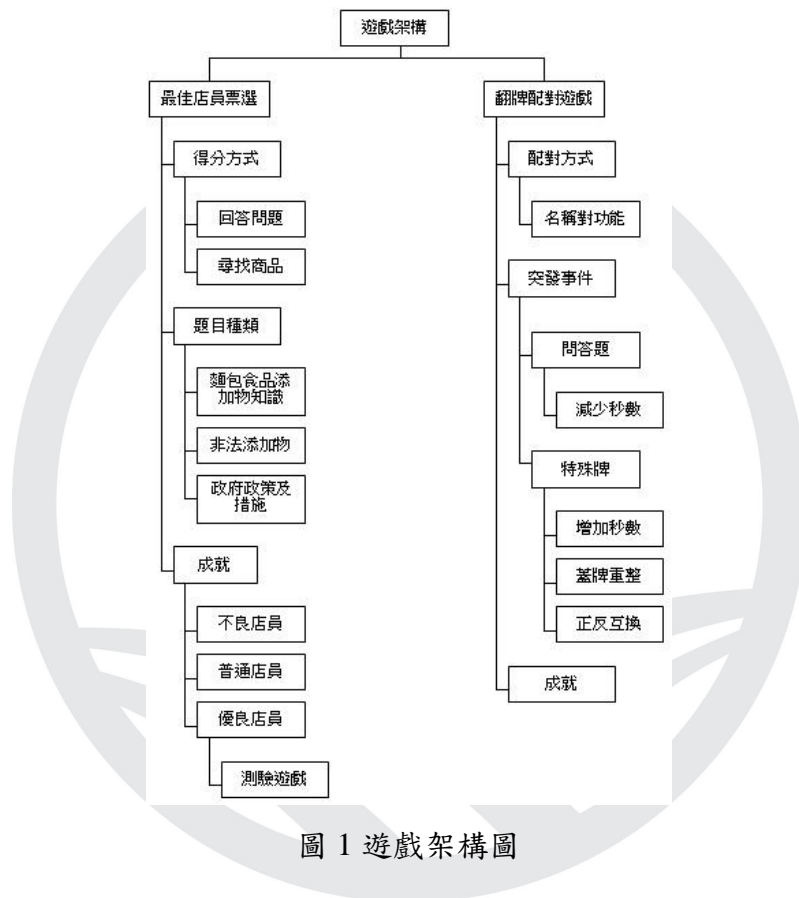 遊戲架構
最佳店員票選
得分方式
回答問題
尋找商品
題目種類
麵包食品添
加物知識
非法添加物
政府政策及
措施
成就
不良店員
普通店員
優良店員
測驗遊戲
翻牌配對遊戲
配對方式
名稱對功能
突發事件
問答題
減少秒數
特殊牌
增加秒數
蓋牌重整
正反互換
成就
圖 1 遊戲架構圖